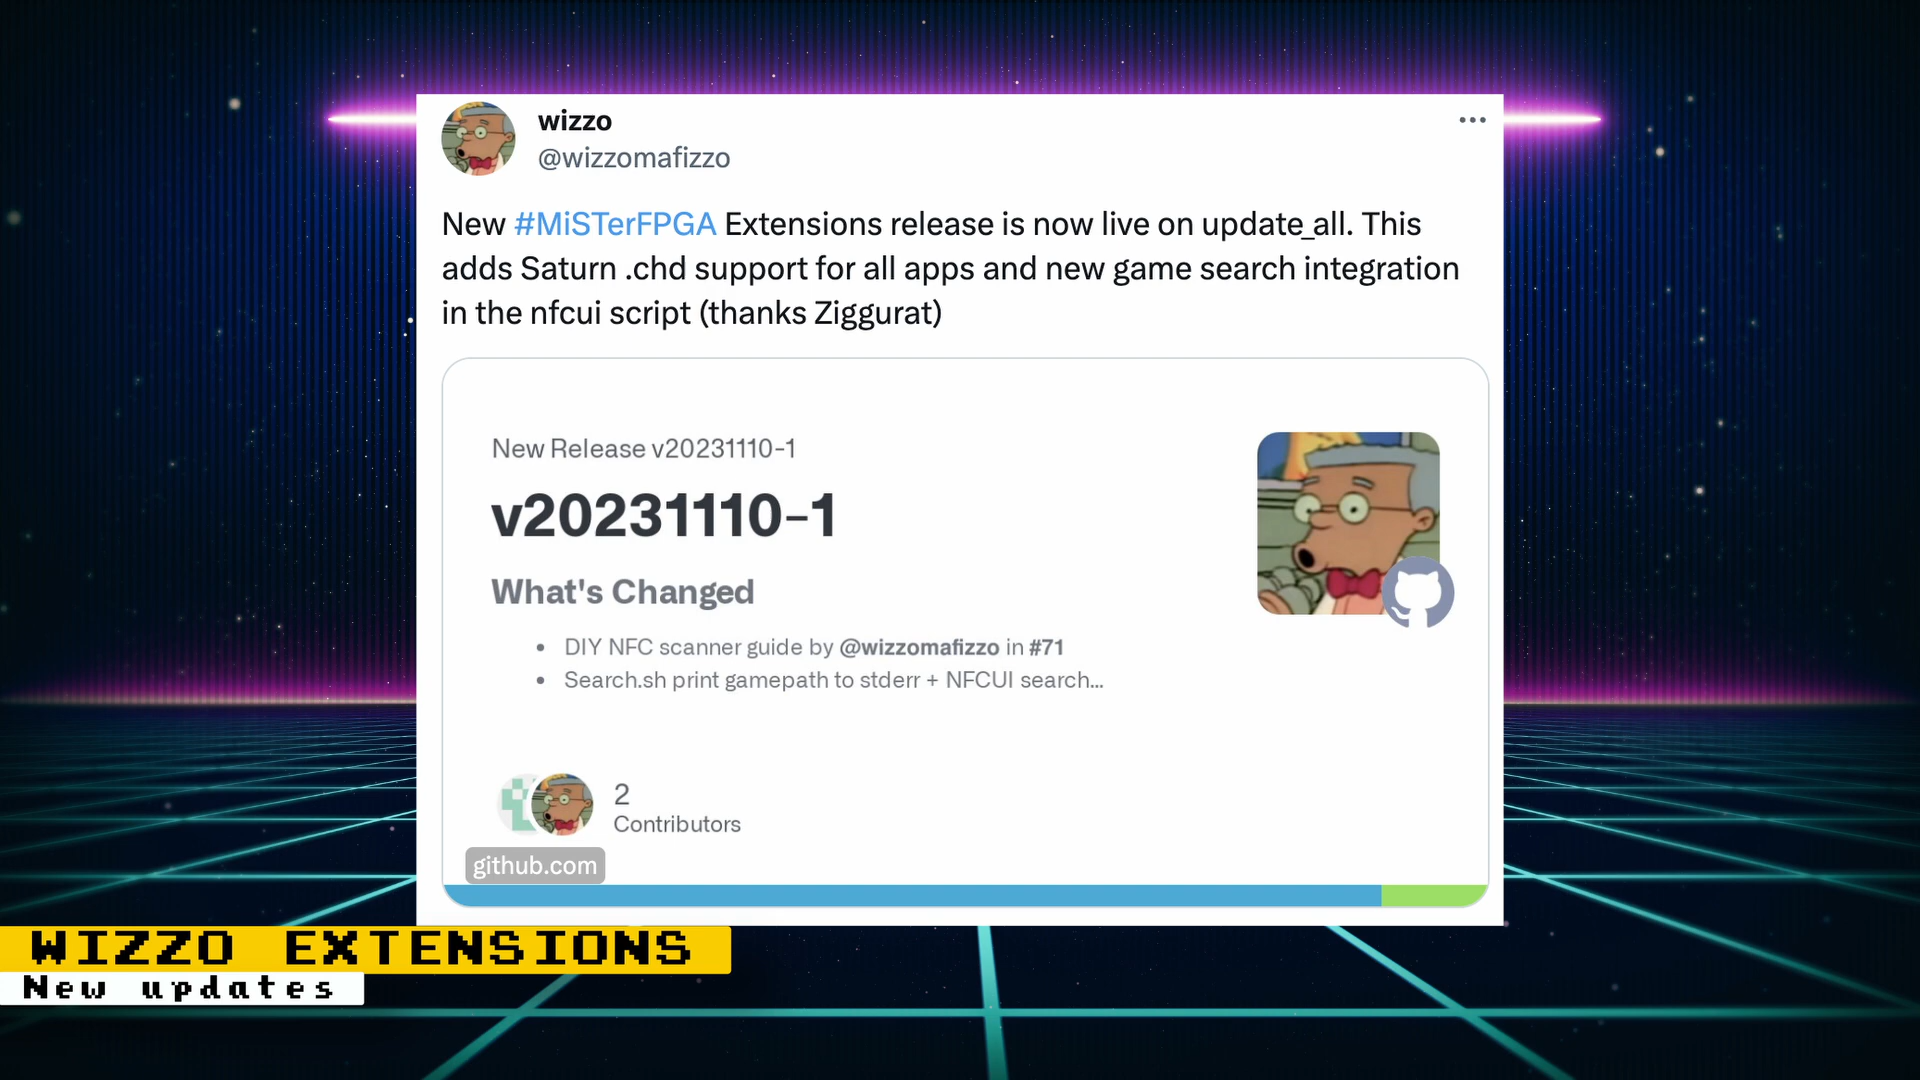 wizzo
@wizzomafizzo
New #MiSTerFPGA Extensions release is now live on update_all. This
adds Saturn .chd support for all apps and new game search integration
in the nfcui script (thanks Ziggurat)
New Release v20231110-1
v20231110-1
What's Changed
• DIY NFC scanner guide by @wizzomafizzo in #71
• Search.sh print gamepath to stderr + NFCUI search...
2
Contributors
github.com
WIZZO EXTENSIONS
New updates